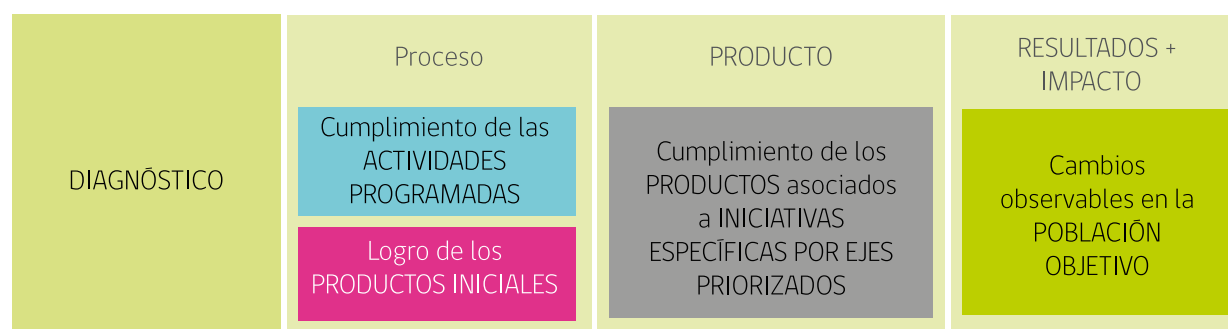 DIAGNÓSTICO
Proceso
Cumplimiento de las
ACTIVIDADES
PROGRAMADAS
Logro de los
PRODUCTOS INICIALES
PRODUCTO
Cumplimiento de los
PRODUCTOS asociados
a INICIATIVAS
ESPECÍFICAS POR EJES
PRIORIZADOS
RESULTADOS +
IMPACTO
Cambios
observables en la
POBLACIÓN
OBJETIVO